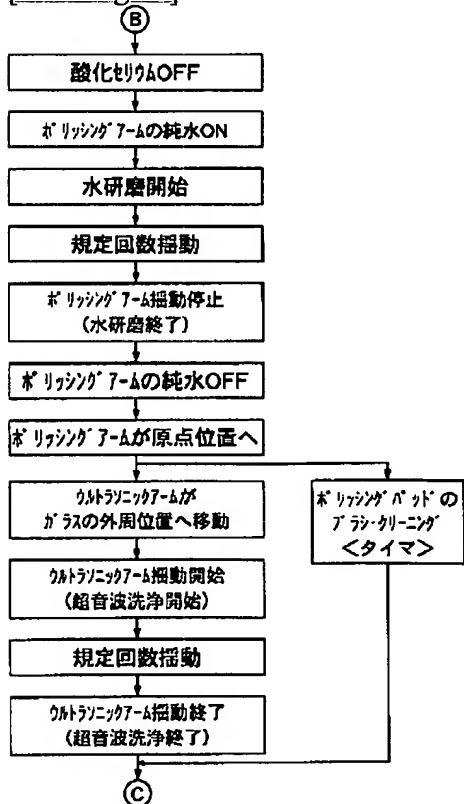 B
酸化ｾﾘｳﾑOFF
ﾎﾟﾘｯｼﾝｸﾞｱｰﾑの純水ON
水研磨開始
規定回数揺動
ﾎﾟﾘｯｼﾝｸﾞｱｰﾑ揺動停止
(水研磨終了)
ﾎﾟﾘｯｼﾝｸﾞｱｰﾑの純水OFF
ﾎﾟﾘｯｼﾝｸﾞｱｰﾑが原点位置へ
ｳﾙﾄﾗｿﾆｯｸｱｰﾑが
ｶﾞﾗｽの外周位置へ移動
ﾎﾟﾘｯｼﾝｸﾞﾊﾟｯﾄﾞの
ﾌﾞﾗｼ･ｸﾘｰﾆﾝｸﾞ
＜タイマ＞
ｳﾙﾄﾗｿﾆｯｸｱｰﾑ揺動開始
(超音波洗浄開始)
規定回数揺動
ｳﾙﾄﾗｿﾆｯｸｱｰﾑ揺動終了
(超音波洗浄終了)
C